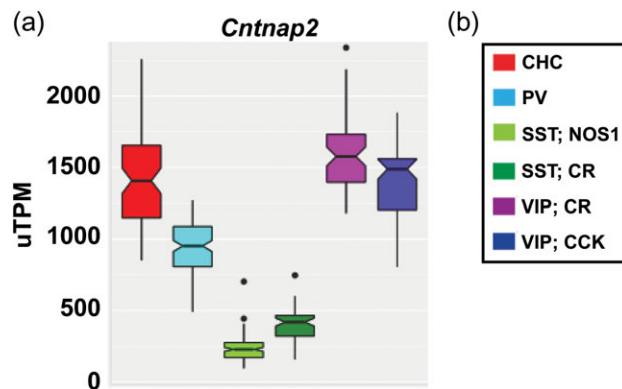 (a)
Cntnap2
uTPM
2000
1500
1000
500
0
(b)
CHC
PV
SST; NOS1
SST; CR
VIP; CR
VIP; CCK